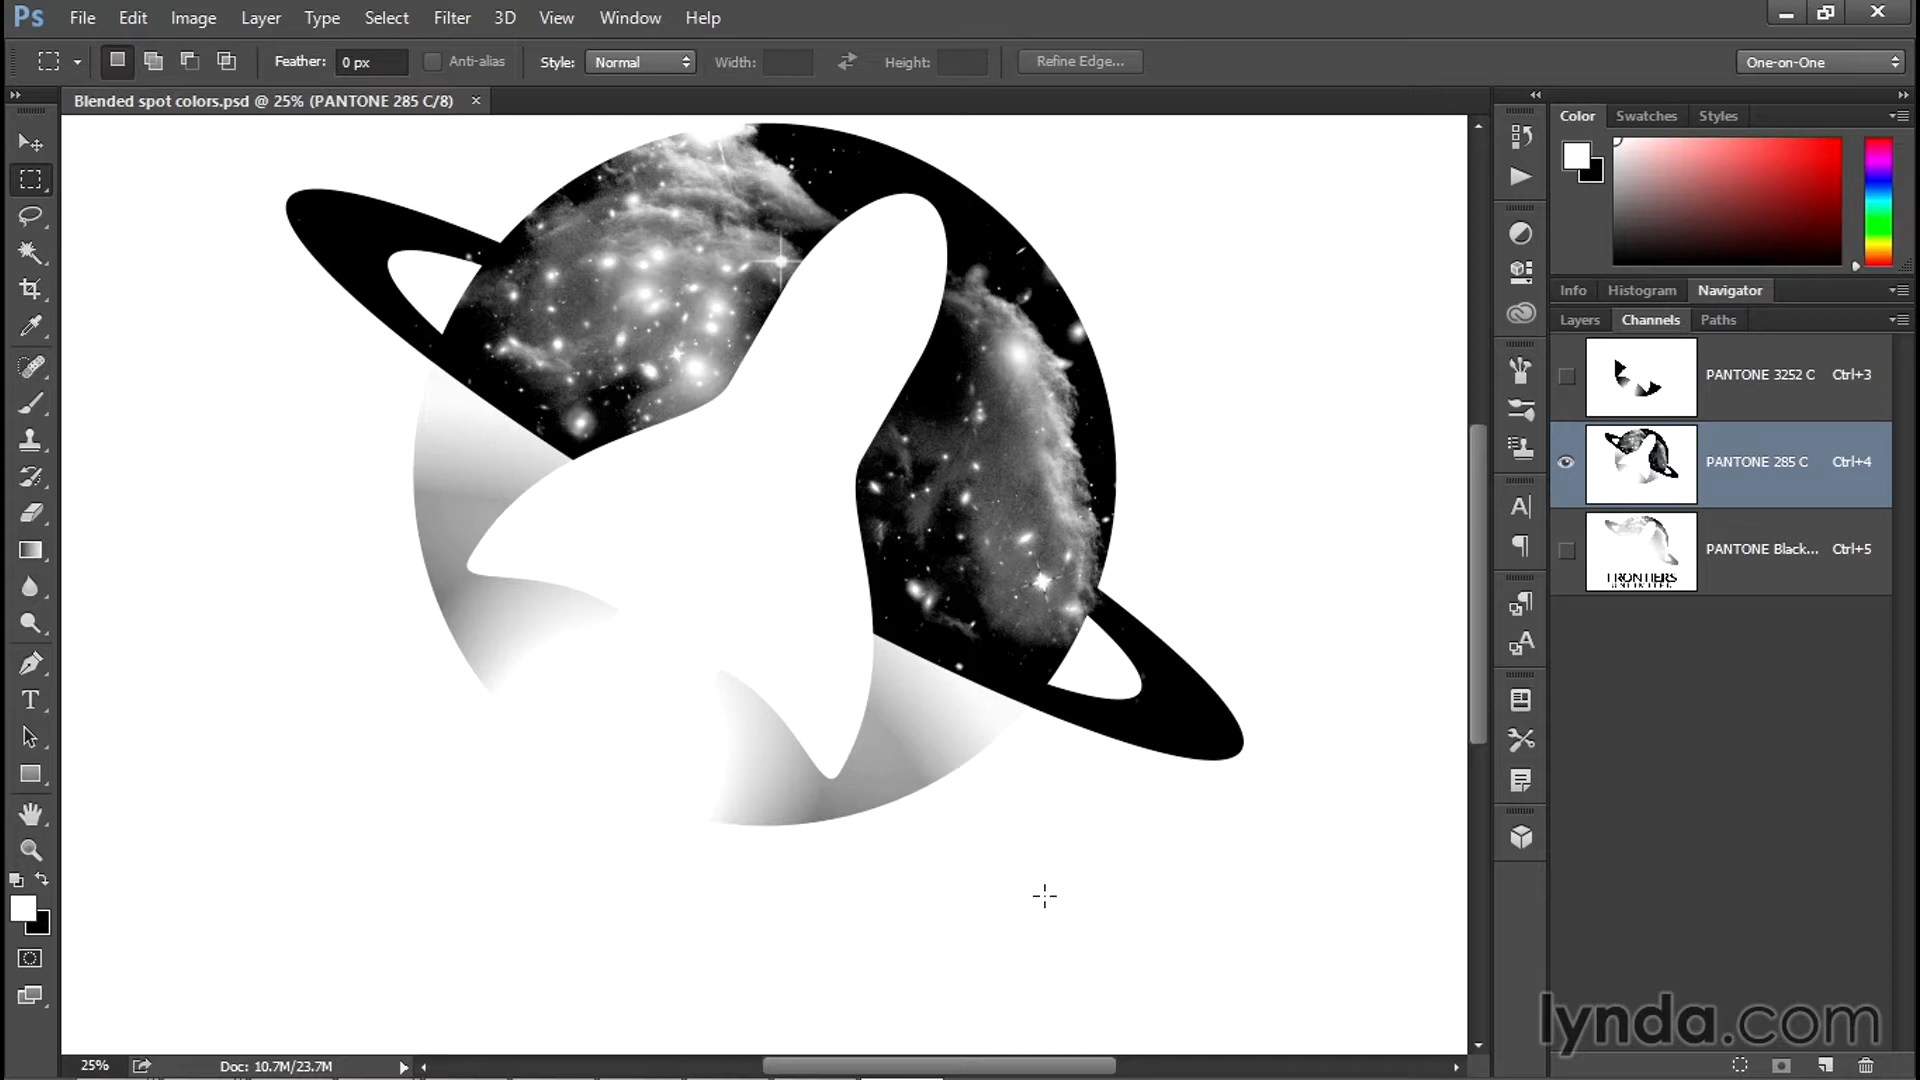 Ps File Edit Image Layer Type Select Filter 3D View Window Help
Feather: 0 px Anti-alias Style: Normal Width: Height: Refine Edge... One-on-One
Blended spot colors.psd @ 25% (PANTONE 285 C/8) ×
Color Swatches Styles
Info Histogram Navigator
Layers Channels Paths
PANTONE 3252 C Ctrl+3
PANTONE 285 C Ctrl+4
PANTONE Black... Ctrl+5
FRONTIERS
UNLIMITED
lynda.com
25% Doc: 10.7M/23.7M